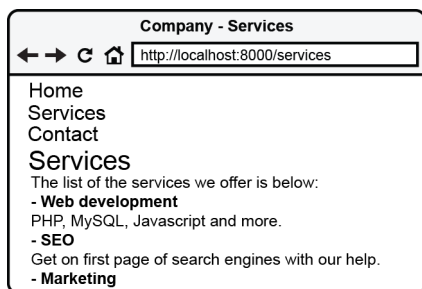 Company - Services
http://localhost:8000/services
Home
Services
Contact
Services
The list of the services we offer is below:
- Web development
PHP, MySQL, Javascript and more.
- SEO
Get on first page of search engines with our help.
- Marketing